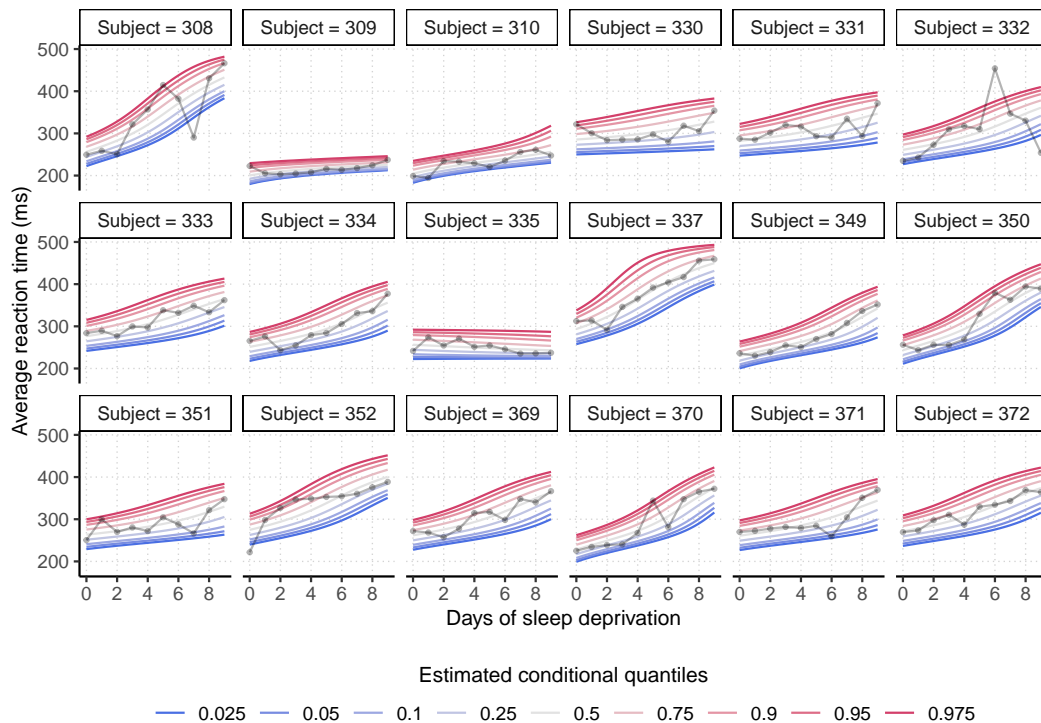 Subject = 308 Subject = 309 Subject = 310 Subject = 330 Subject = 331 Subject = 332
500
400
300
200
Subject = 333 Subject = 334 Subject = 335 Subject = 337 Subject = 349 Subject = 350
500
400
300
200
Average reaction time (ms)
Subject = 351 Subject = 352 Subject = 369 Subject = 370 Subject = 371 Subject = 372
500
400
300
200
0 2 4 6 8 0 2 4 6 8 0 2 4 6 8 0 2 4 6 8 0 2 4 6 8 0 2 4 6 8
Days of sleep deprivation
Estimated conditional quantiles
0.025 0.05 0.1 0.25 0.5 0.75 0.9 0.95 0.975